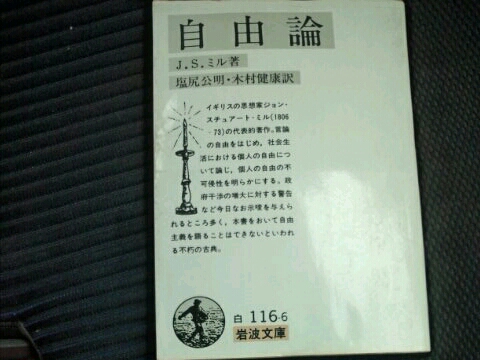 自由論
J.S.ミル著
塩尻公明・木村健康訳
イギリスの思想家ジョン・
スチュアート・ミル(1806
-73)の代表的著作。言論
の自由をはじめ、社会生
活における個人の自由につ
いて論じ、個人の自由の不
可侵性を明らかにする。政
府干渉の増大に対する警告
など今日なお示唆を与えら
れるところ多く、本書をおいて自由
主義を語ることはできないといわれ
る不朽の古典。
白 116-6
岩波文庫